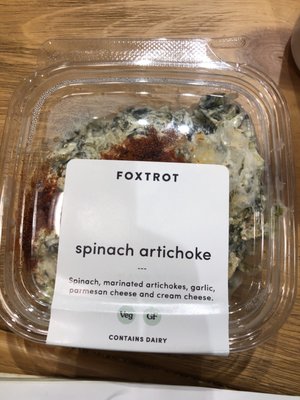 FOXTROT
spinach artichoke
---
Spinach, marinated artichokes, garlic,
parmesan cheese and cream cheese.
Veg GF
CONTAINS DAIRY